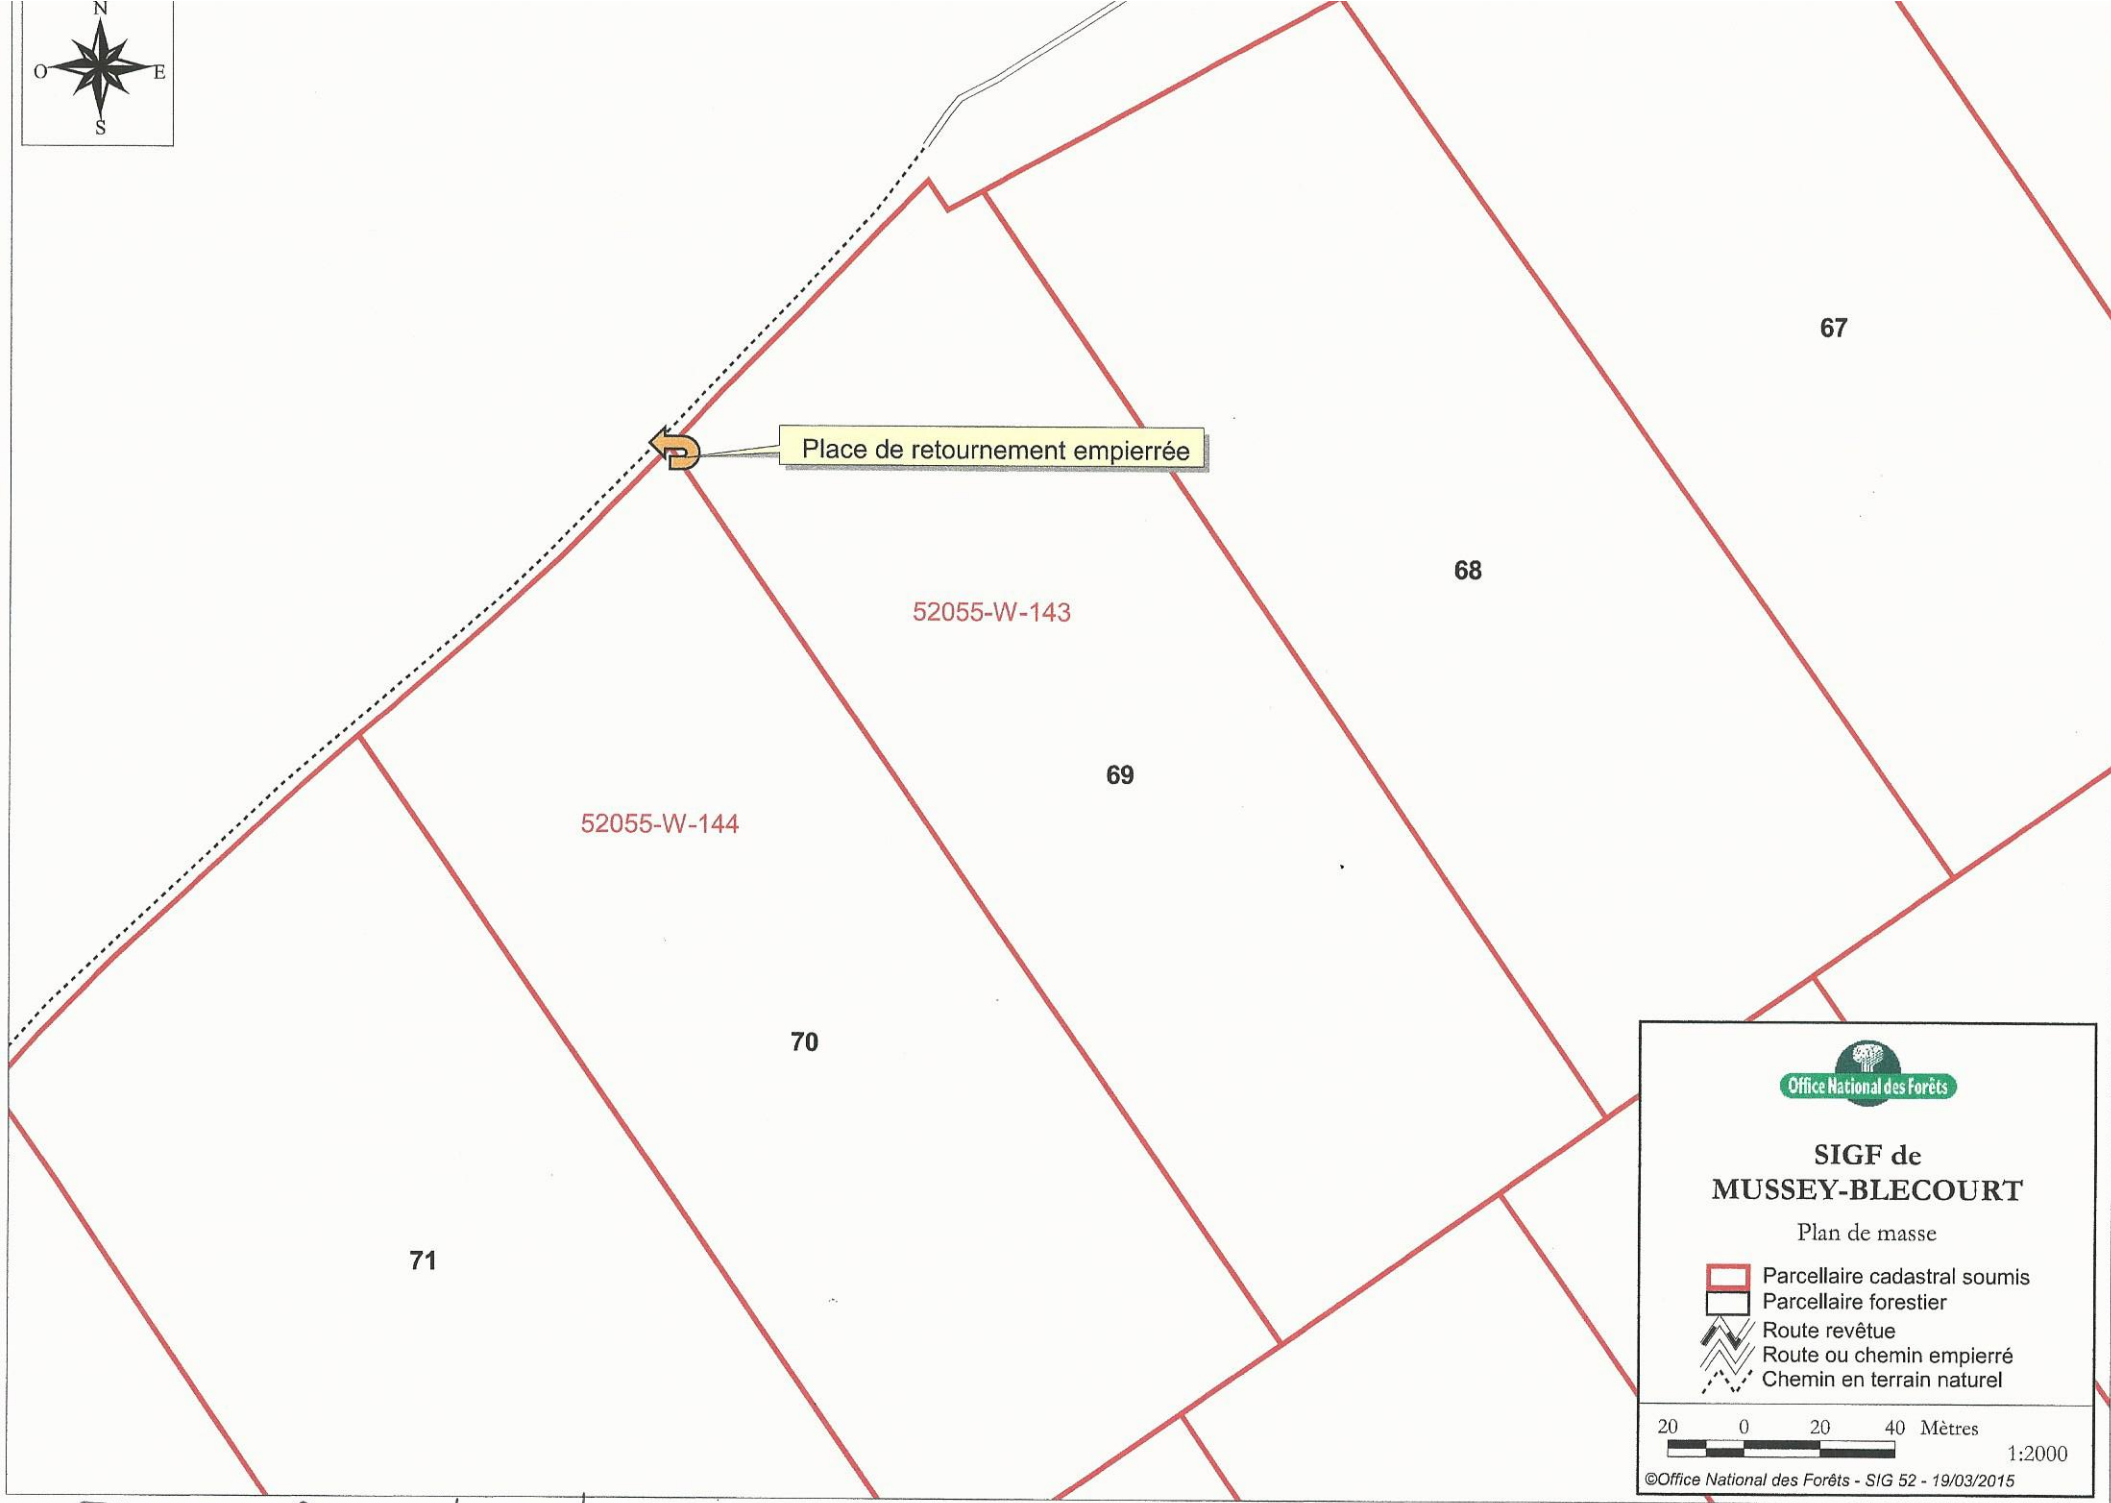 N
O E
S
67
Place de retournement empierrée
68
52055-W-143
69
52055-W-144
70
71
Office National des Forêts
SIGF de
MUSSEY-BLECOURT
Plan de masse
Parcellaire cadastral soumis
Parcellaire forestier
Route revêtue
Route ou chemin empierré
Chemin en terrain naturel
20 0 20 40 Mètres
1:2000
©Office National des Forêts - SIG 52 - 19/03/2015